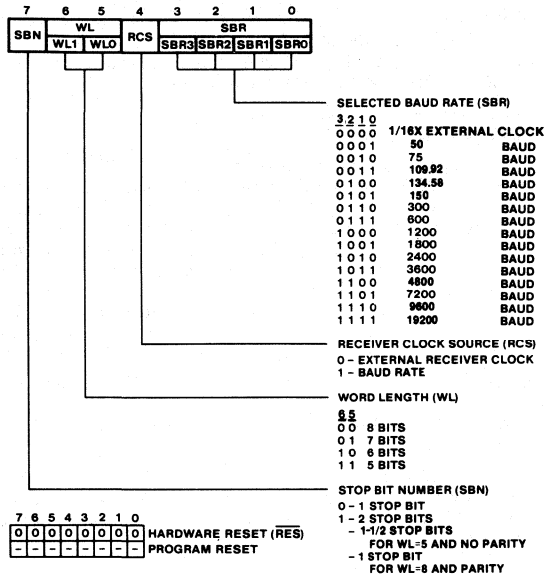 7 6 5 4 3 2 1 0
SBN WL RCS SBR
WL1 WL0 SBR3 SBR2 SBR1 SBR0
SELECTED BAUD RATE (SBR)
3 2 1 0
0 0 0 0 1/16X EXTERNAL CLOCK
0 0 0 1 50 BAUD
0 0 1 0 75 BAUD
0 0 1 1 109.92 BAUD
0 1 0 0 134.58 BAUD
0 1 0 1 150 BAUD
0 1 1 0 300 BAUD
0 1 1 1 600 BAUD
1 0 0 0 1200 BAUD
1 0 0 1 1800 BAUD
1 0 1 0 2400 BAUD
1 0 1 1 3600 BAUD
1 1 0 0 4800 BAUD
1 1 0 1 7200 BAUD
1 1 1 0 9600 BAUD
1 1 1 1 19200 BAUD
RECEIVER CLOCK SOURCE (RCS)
0 – EXTERNAL RECEIVER CLOCK
1 – BAUD RATE
WORD LENGTH (WL)
6 5
0 0 8 BITS
0 1 7 BITS
1 0 6 BITS
1 1 5 BITS
STOP BIT NUMBER (SBN)
0 – 1 STOP BIT
1 – 2 STOP BITS
– 1-1/2 STOP BITS
FOR WL=5 AND NO PARITY
– 1 STOP BIT
FOR WL=8 AND PARITY
7 6 5 4 3 2 1 0
0 0 0 0 0 0 0 0 HARDWARE RESET (RES)
– – – – – – – – PROGRAM RESET